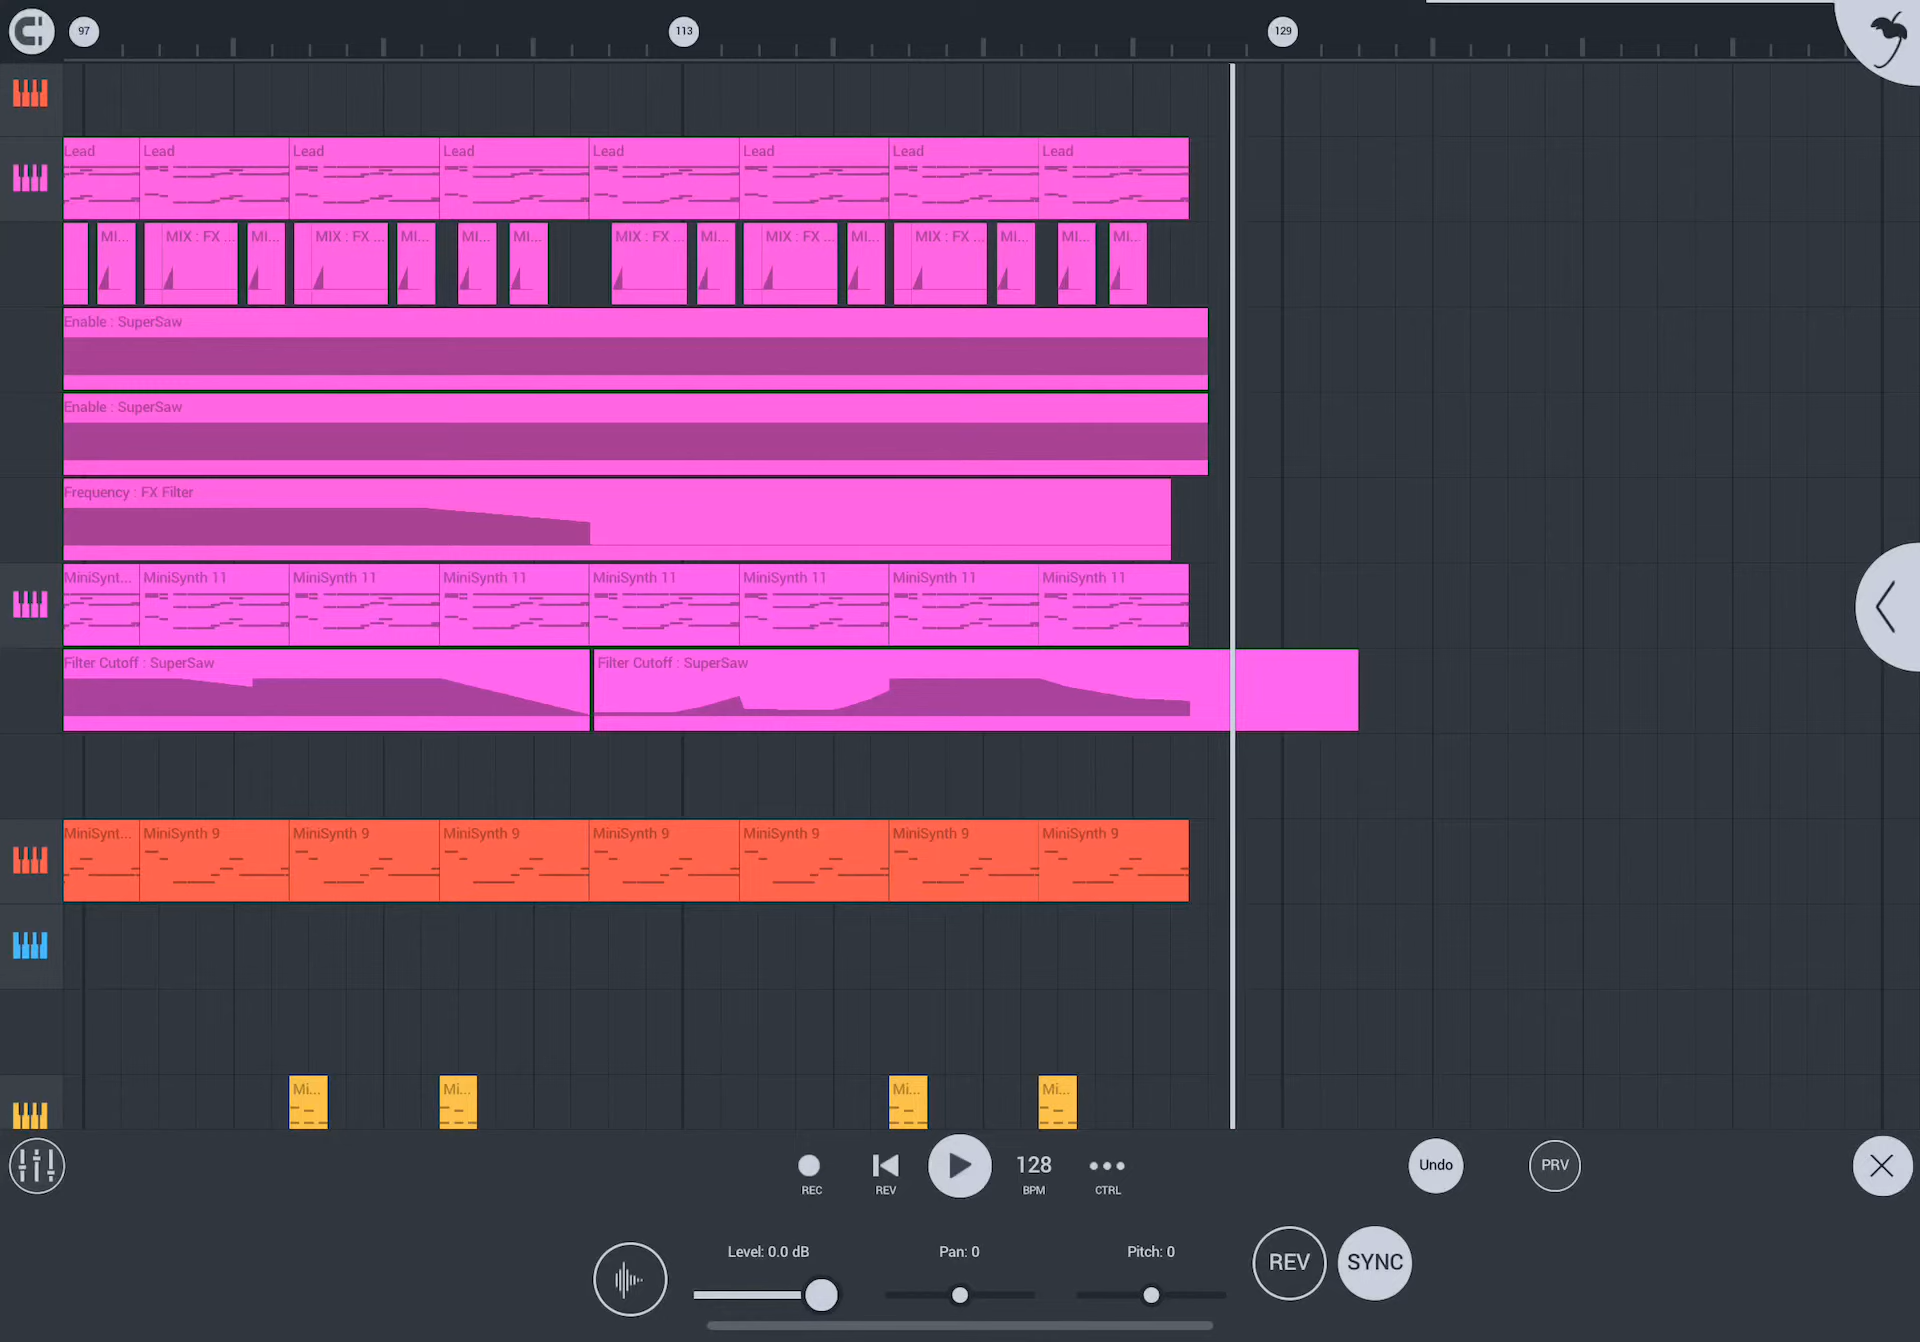 97 113 129
Lead Lead Lead Lead Lead Lead Lead Lead
MI... MIX : FX ... MI... MIX : FX ... MI... MI... MI... MIX : FX ... MI... MIX : FX ... MI... MIX : FX ... MI... MI... MI...
Enable : SuperSaw
Enable : SuperSaw
Frequency : FX Filter
MiniSynt... MiniSynth 11 MiniSynth 11 MiniSynth 11 MiniSynth 11 MiniSynth 11 MiniSynth 11 MiniSynth 11
Filter Cutoff : SuperSaw Filter Cutoff : SuperSaw
MiniSynt... MiniSynth 9 MiniSynth 9 MiniSynth 9 MiniSynth 9 MiniSynth 9 MiniSynth 9 MiniSynth 9
Mi... Mi... Mi... Mi...
128 Undo PRV
REC REV BPM CTRL
Level: 0.0 dB Pan: 0 Pitch: 0 REV SYNC